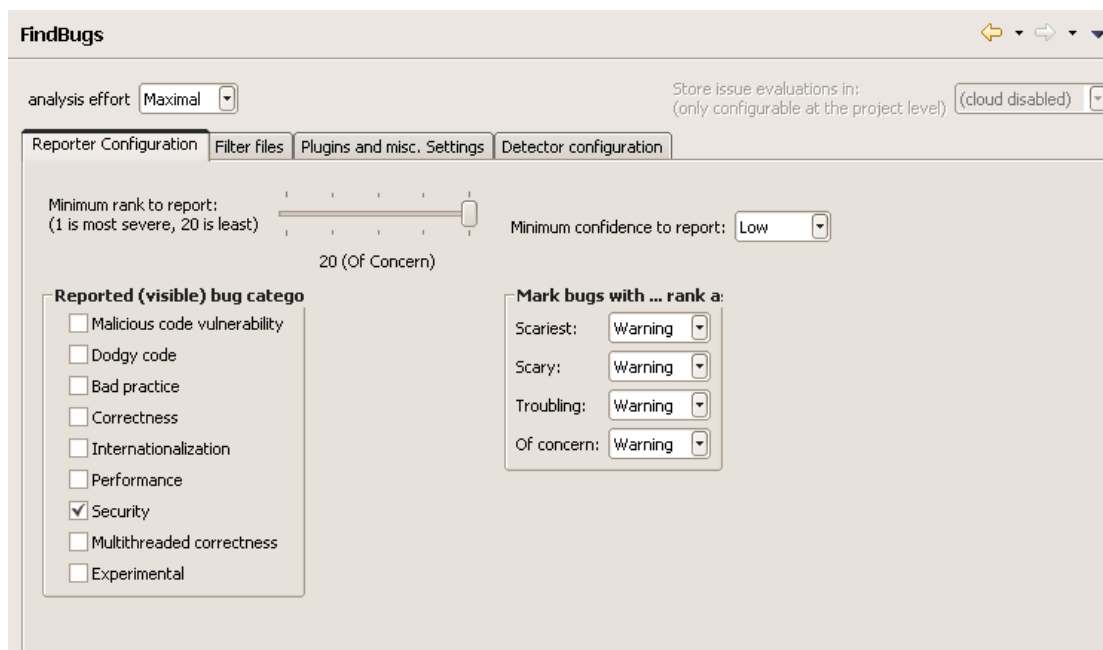 FindBugs
analysis effort Maximal
Store issue evaluations in:
(only configurable at the project level) (cloud disabled)
Reporter Configuration Filter files Plugins and misc. Settings Detector configuration
Minimum rank to report:
(1 is most severe, 20 is least)
Minimum confidence to report: Low
20 (Of Concern)
Reported (visible) bug catego
Malicious code vulnerability
Dodgy code
Bad practice
Correctness
Internationalization
Performance
Security
Multithreaded correctness
Experimental
Mark bugs with ... rank a
Scariest: Warning
Scary: Warning
Troubling: Warning
Of concern: Warning